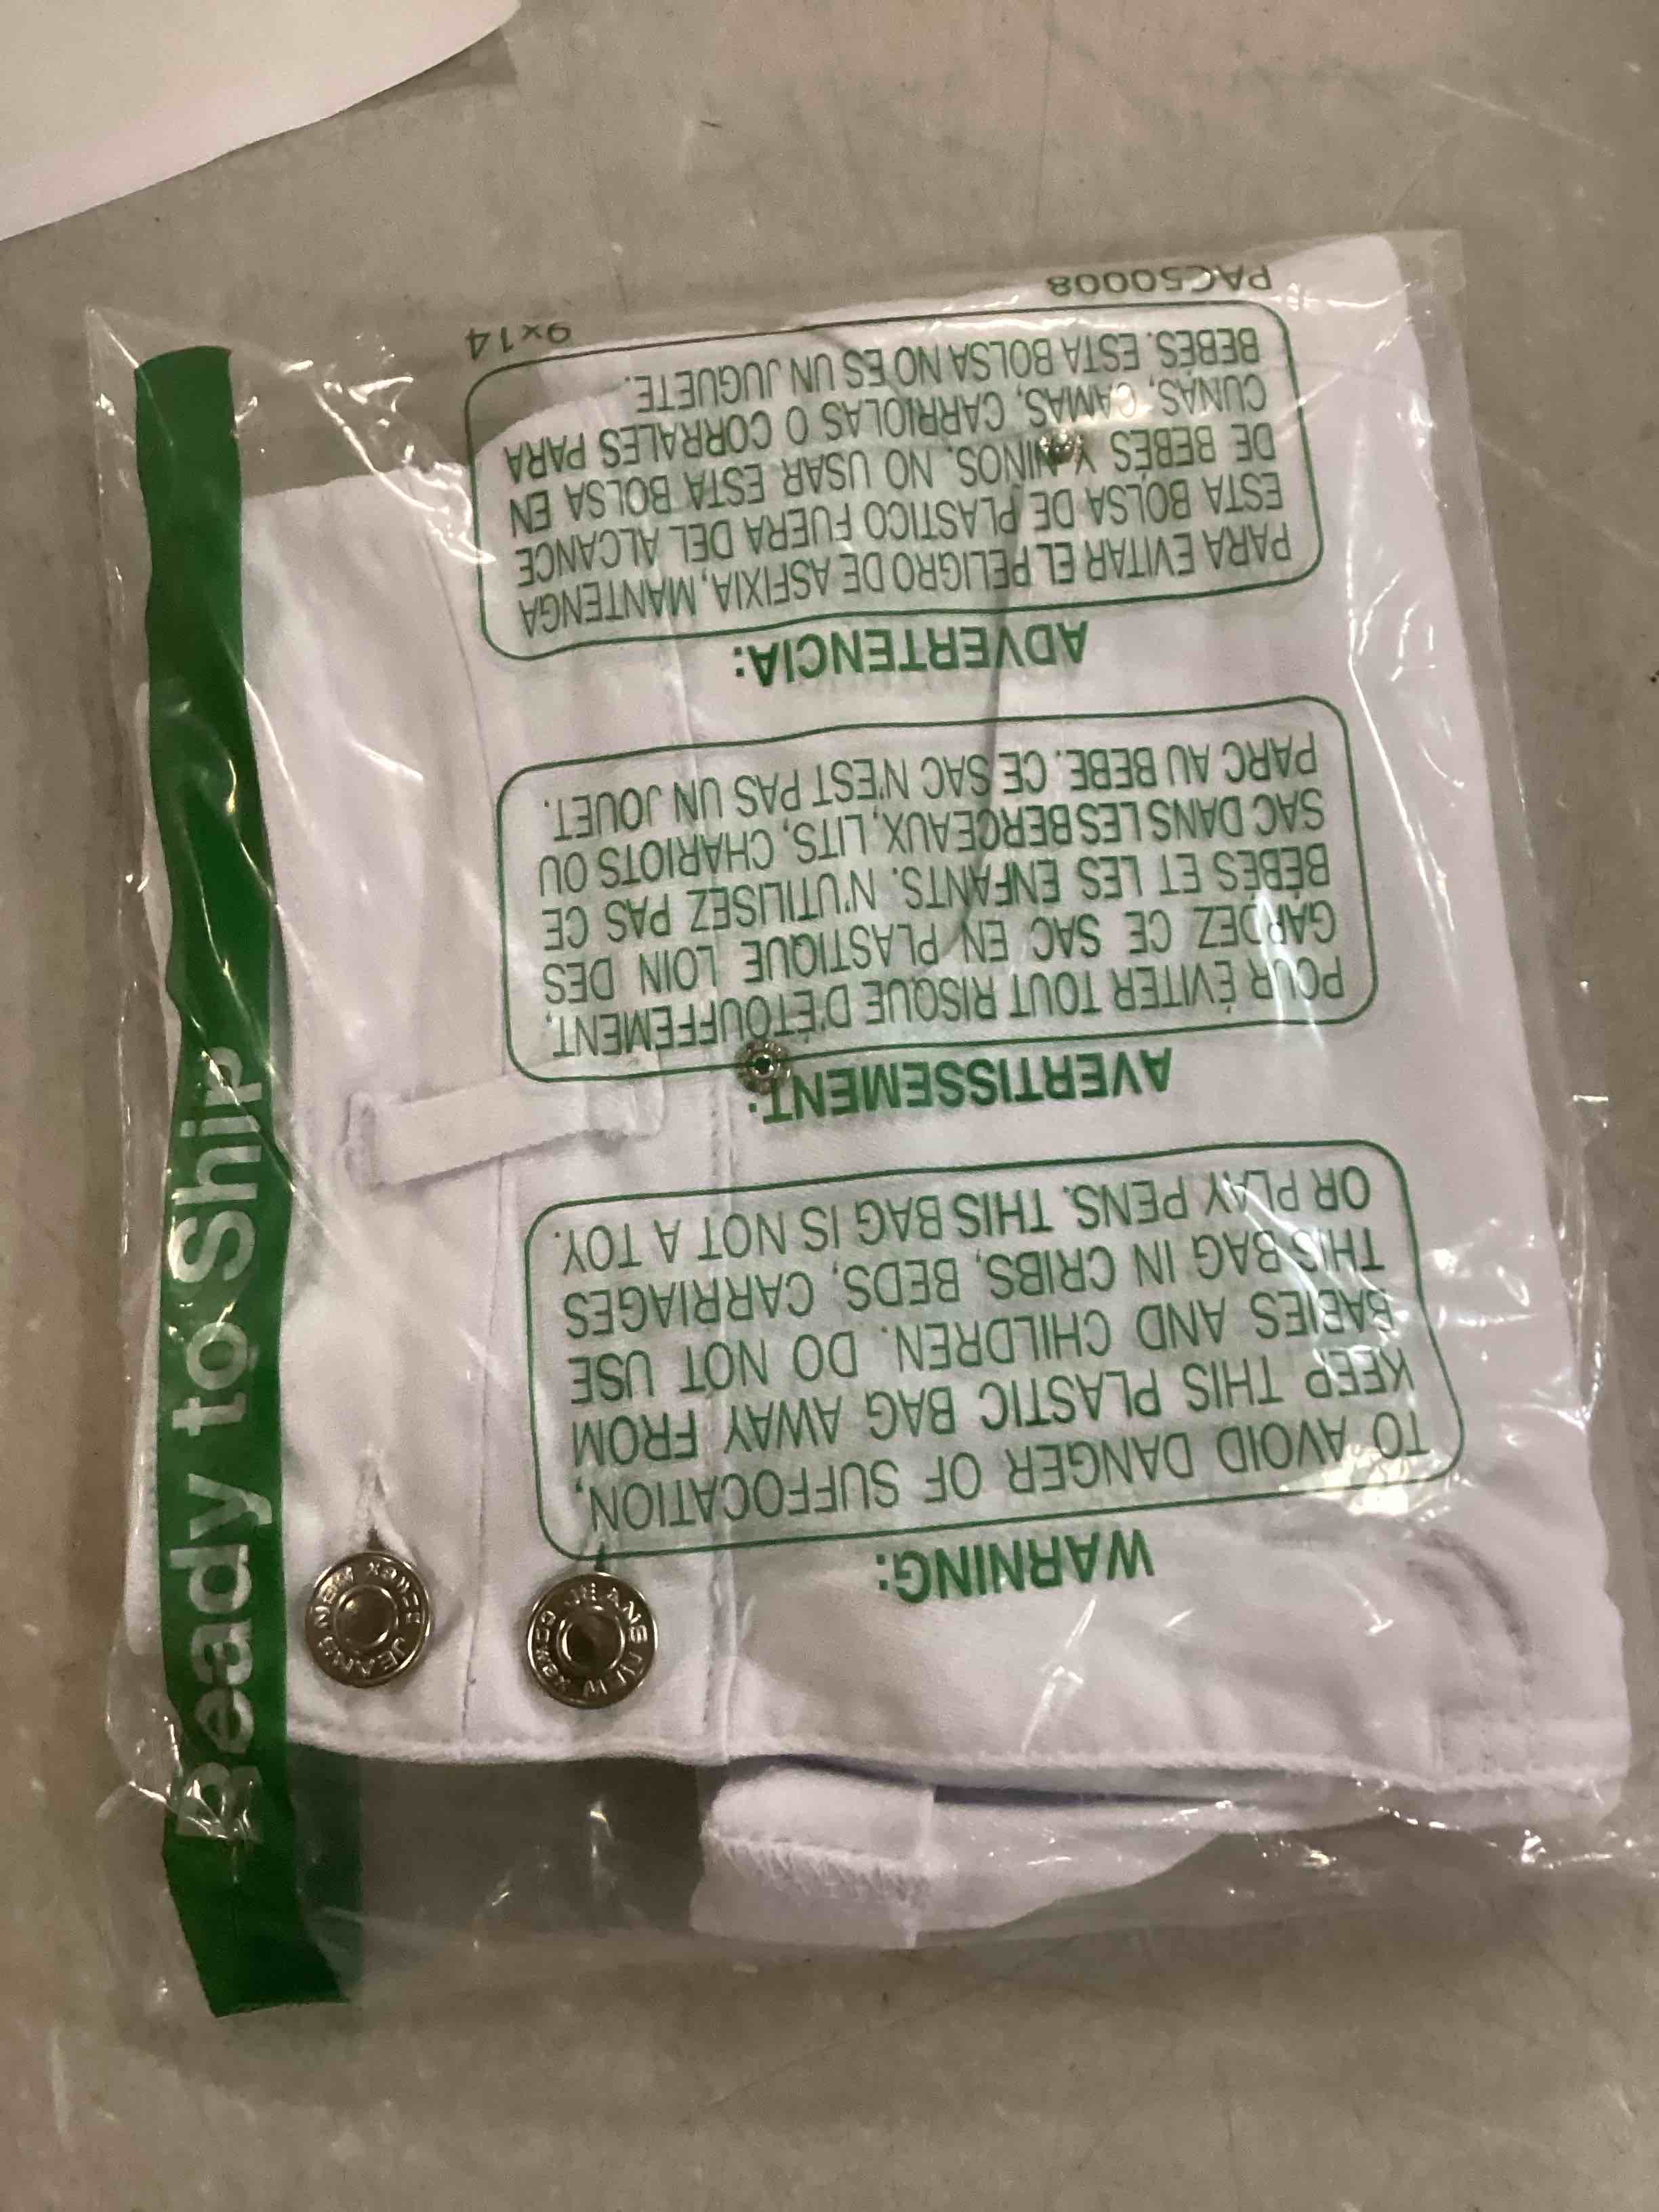 Ready to Ship
WARNING:
TO AVOID DANGER OF SUFFOCATION,
KEEP THIS PLASTIC BAG AWAY FROM
BABIES AND CHILDREN. DO NOT USE
THIS BAG IN CRIBS, BEDS, CARRIAGES
OR PLAY PENS. THIS BAG IS NOT A TOY.
AVERTISSEMENT:
POUR ÉVITER TOUT RISQUE D'ÉTOUFFEMENT,
GARDEZ CE SAC EN PLASTIQUE LOIN DES
BÉBÉS ET LES ENFANTS. N'UTILISEZ PAS CE
SAC DANS LES BERCEAUX, LITS, CHARIOTS OU
PARC AU BEBE. CE SAC N'EST PAS UN JOUET.
ADVERTENCIA:
PARA EVITAR EL PELIGRO DE ASFIXIA, MANTENGA
ESTA BOLSA DE PLASTICO FUERA DEL ALCANCE
DE BEBÉS Y NIÑOS. NO USAR ESTA BOLSA EN
CUNAS, CAMAS, CARRIOLAS O CORRALES PARA
BEBÉS. ESTA BOLSA NO ES UN JUGUETE.
PAC50008
9x14
JEANS NEW
JEANS